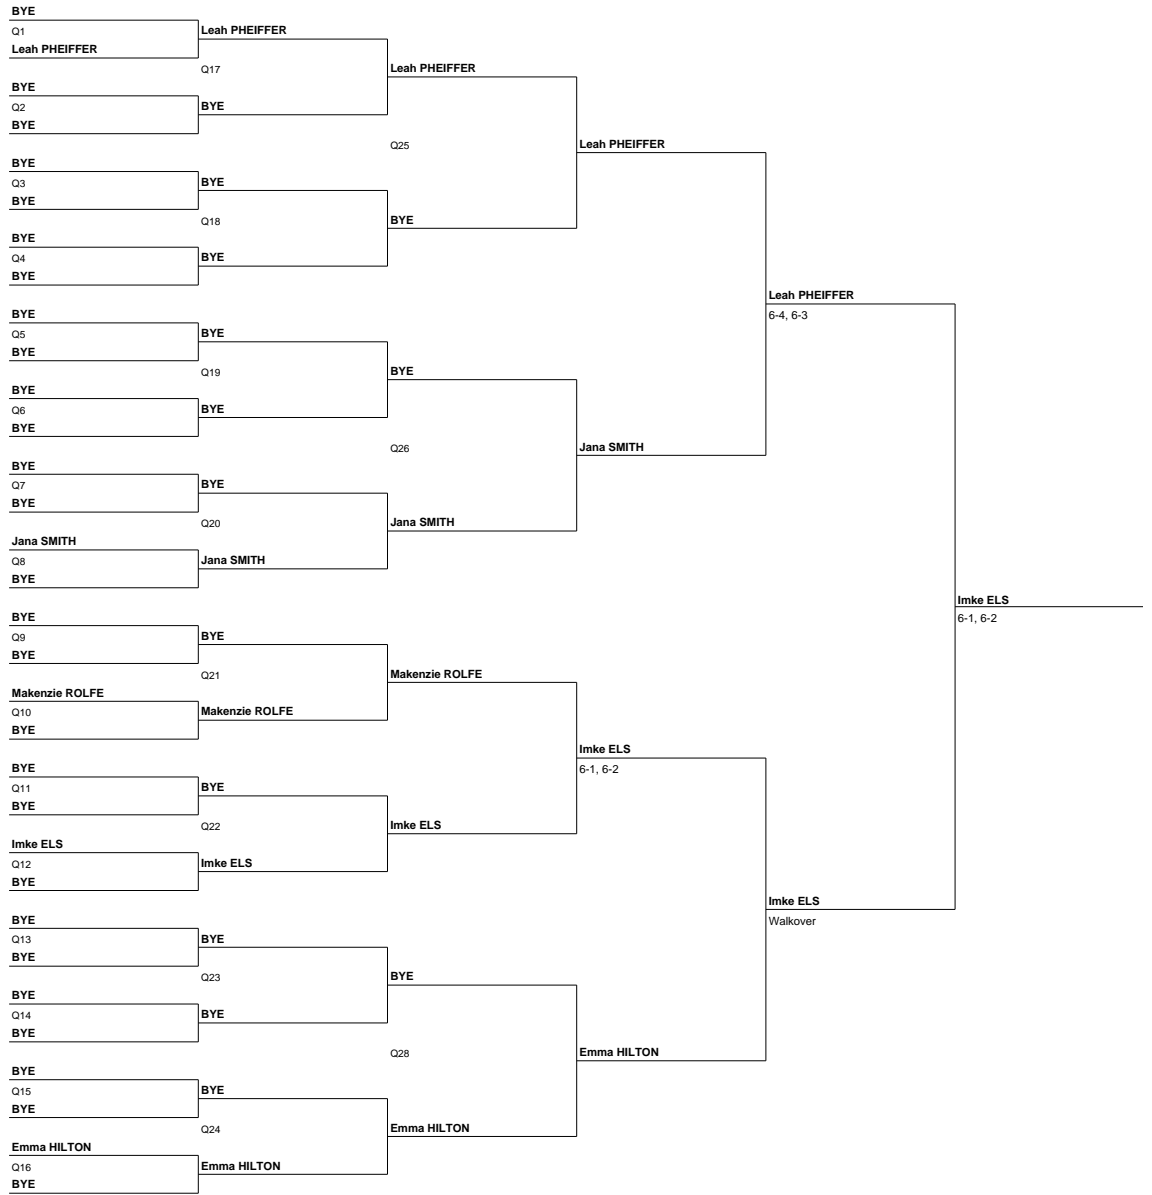 BYE
Q1
Leah PHEIFFER
BYE
Q2
BYE
BYE
Q3
BYE
BYE
Q4
BYE
BYE
Q5
BYE
BYE
Q6
BYE
BYE
Q7
BYE
Jana SMITH
Q8
BYE
BYE
Q9
BYE
Makenzie ROLFE
Q10
BYE
BYE
Q11
BYE
Imke ELS
Q12
BYE
BYE
Q13
BYE
BYE
Q14
BYE
BYE
Q15
BYE
Emma HILTON
Q16
BYE
Leah PHEIFFER
Q17
BYE
BYE
Q18
BYE
BYE
Q19
BYE
BYE
Q20
Jana SMITH
BYE
Q21
Makenzie ROLFE
BYE
Q22
Imke ELS
BYE
Q23
BYE
BYE
Q24
Emma HILTON
Leah PHEIFFER
Q25
BYE
BYE
Q26
Jana SMITH
Makenzie ROLFE
Imke ELS
BYE
Q28
Emma HILTON
Leah PHEIFFER
Jana SMITH
Imke ELS
6-1, 6-2
Emma HILTON
Leah PHEIFFER
6-4, 6-3
Imke ELS
Walkover
Imke ELS
6-1, 6-2